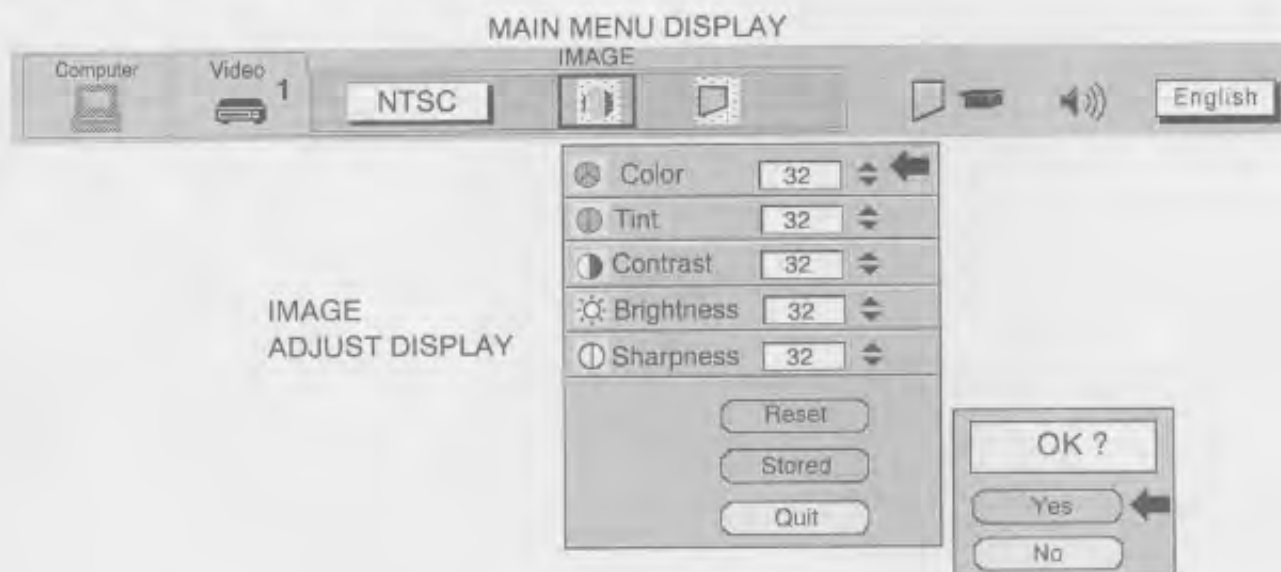 MAIN MENU DISPLAY
IMAGE
Computer
Video 1
NTSC
English
Color 32
Tint 32
Contrast 32
Brightness 32
Sharpness 32
IMAGE
ADJUST DISPLAY
Reset
Stored
Quit
OK ?
Yes
No